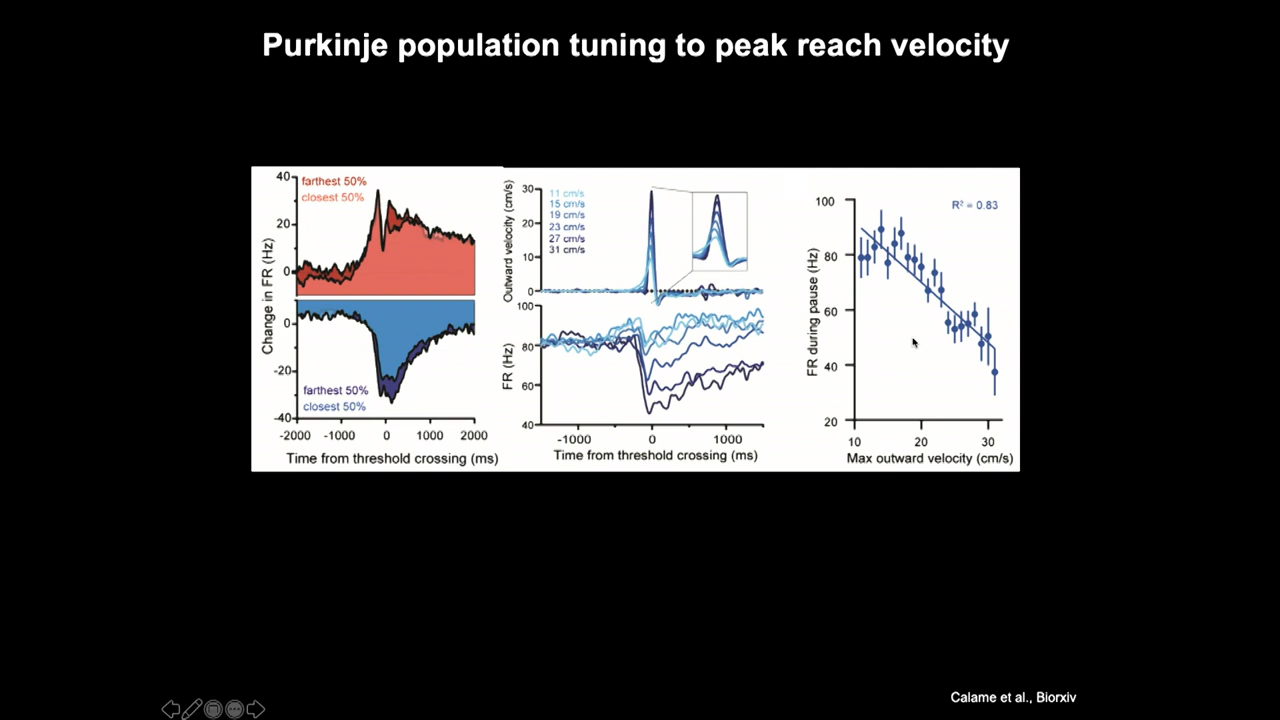 Purkinje population tuning to peak reach velocity
40
20
0
0
-20
-40
farthest 50%
closest 50%
farthest 50%
closest 50%
Change in FR (Hz)
-2000 -1000 0 1000 2000
Time from threshold crossing (ms)
Outward velocity (cm/s)
30
20
10
0
11 cm/s
15 cm/s
19 cm/s
23 cm/s
27 cm/s
31 cm/s
FR (Hz)
100
80
60
40
-1000 0 1000
Time from threshold crossing (ms)
FR during pause (Hz)
100
80
60
40
20
R² = 0.83
10 20 30
Max outward velocity (cm/s)
Calame et al., Biorxiv